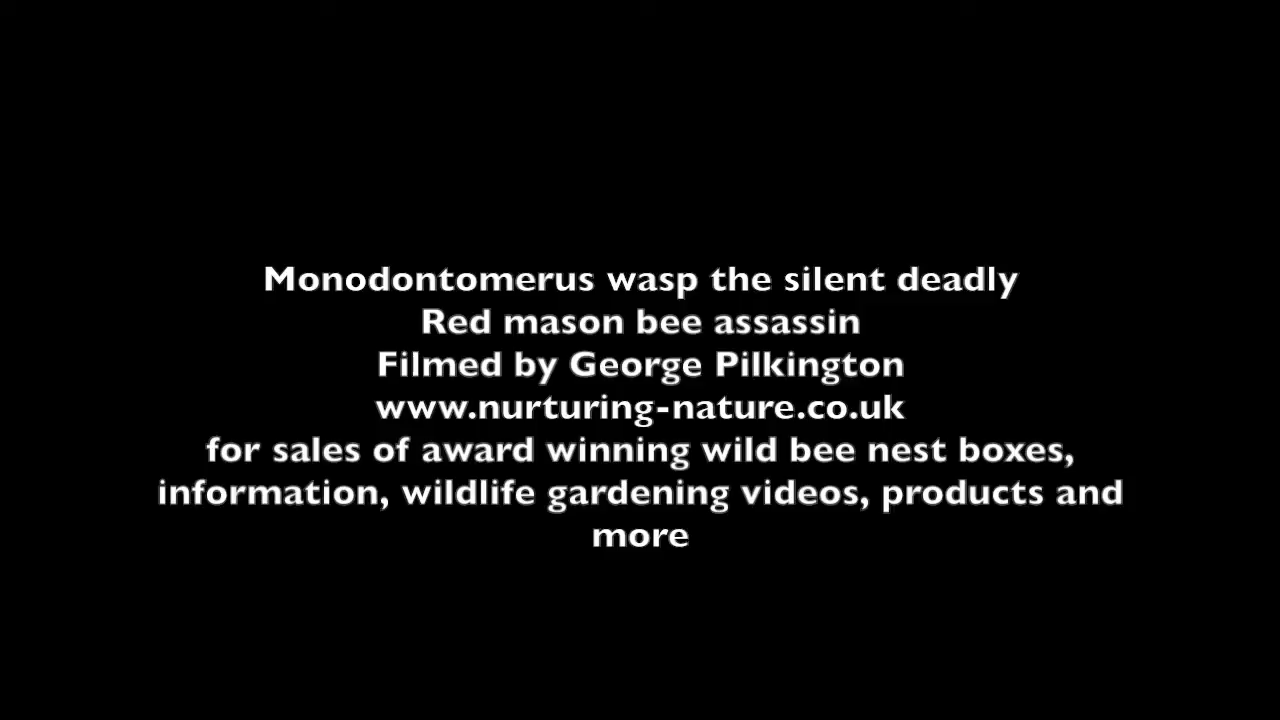 Monodontomerus wasp the silent deadly
Red mason bee assassin
Filmed by George Pilkington
www.nurturing-nature.co.uk
for sales of award winning wild bee nest boxes,
information, wildlife gardening videos, products and
more